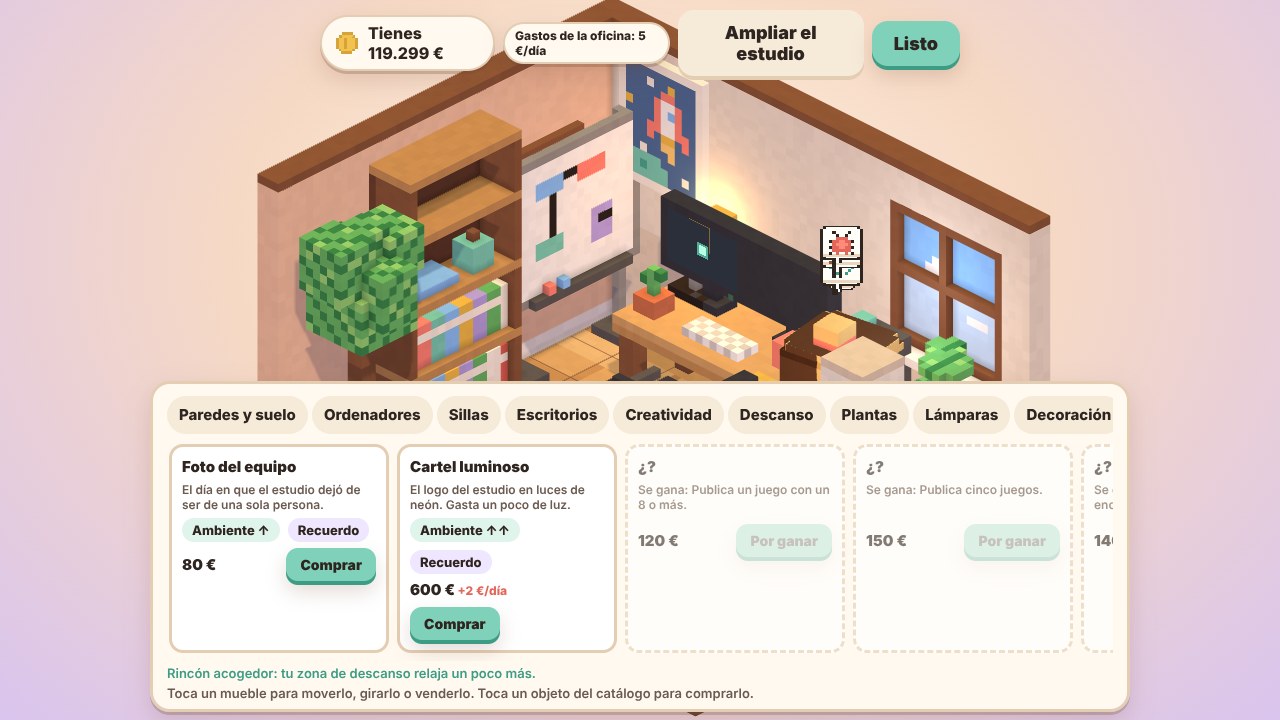 Tienes
119.299 €
Gastos de la oficina: 5
€/día
Ampliar el
estudio
Listo
Paredes y suelo
Ordenadores
Sillas
Escritorios
Creatividad
Descanso
Plantas
Lámparas
Decoración
Foto del equipo
El día en que el estudio dejó de
ser de una sola persona.
Ambiente ↑
Recuerdo
80 €
Comprar
Cartel luminoso
El logo del estudio en luces de
neón. Gasta un poco de luz.
Ambiente ↑↑
Recuerdo
600 € +2 €/día
Comprar
¿?
Se gana: Publica un juego con un
8 o más.
120 €
Por ganar
¿?
Se gana: Publica cinco juegos.
150 €
Por ganar
¿?
Se
Rincón acogedor: tu zona de descanso relaja un poco más.
Toca un mueble para moverlo, girarlo o venderlo. Toca un objeto del catálogo para comprarlo.